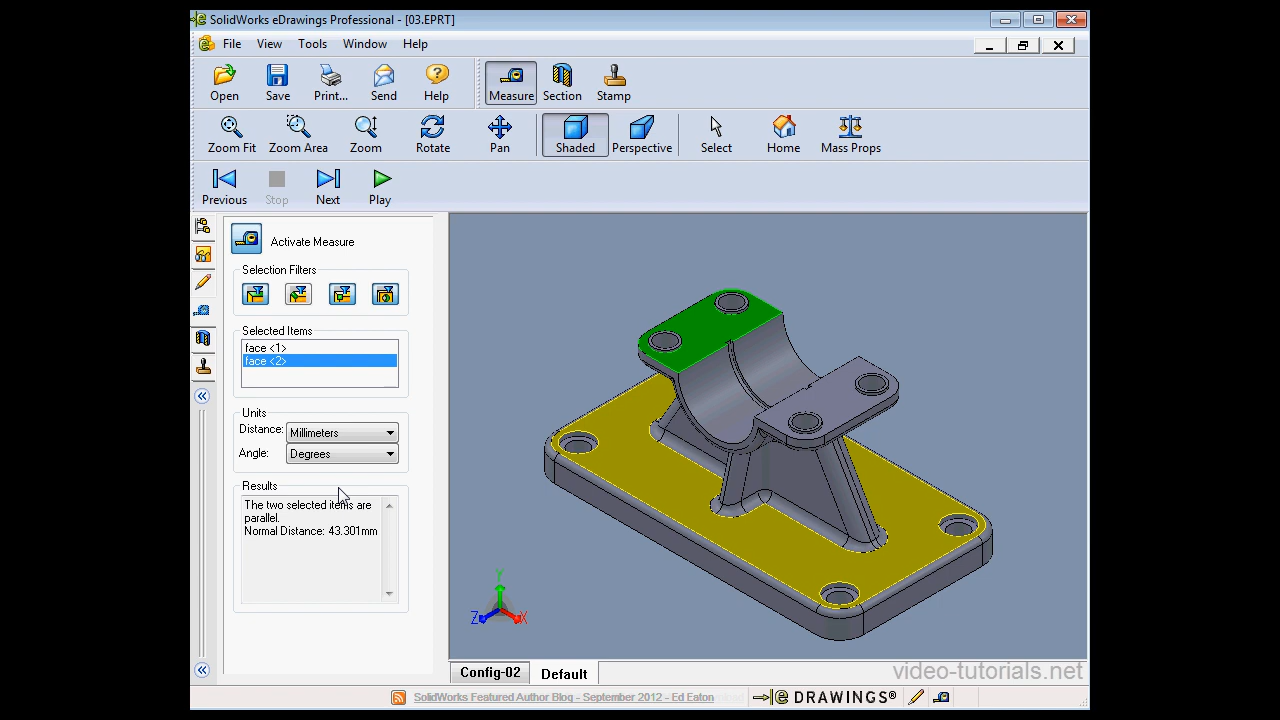 SolidWorks eDrawings Professional - [03.EPRT]
File View Tools Window Help
Open Save Print... Send Help Measure Section Stamp
Zoom Fit Zoom Area Zoom Rotate Pan Shaded Perspective Select Home Mass Props
Previous Stop Next Play
Activate Measure
Selection Filters
Selected Items
face <1>
face <2>
Units
Distance: Millimeters
Angle: Degrees
Results
The two selected items are
parallel.
Normal Distance: 43.301mm
Y
Z X
Config-02 Default
video-tutorials.net
SolidWorks Featured Author Blog - September 2012 - Ed Eaton
eDRAWINGS®